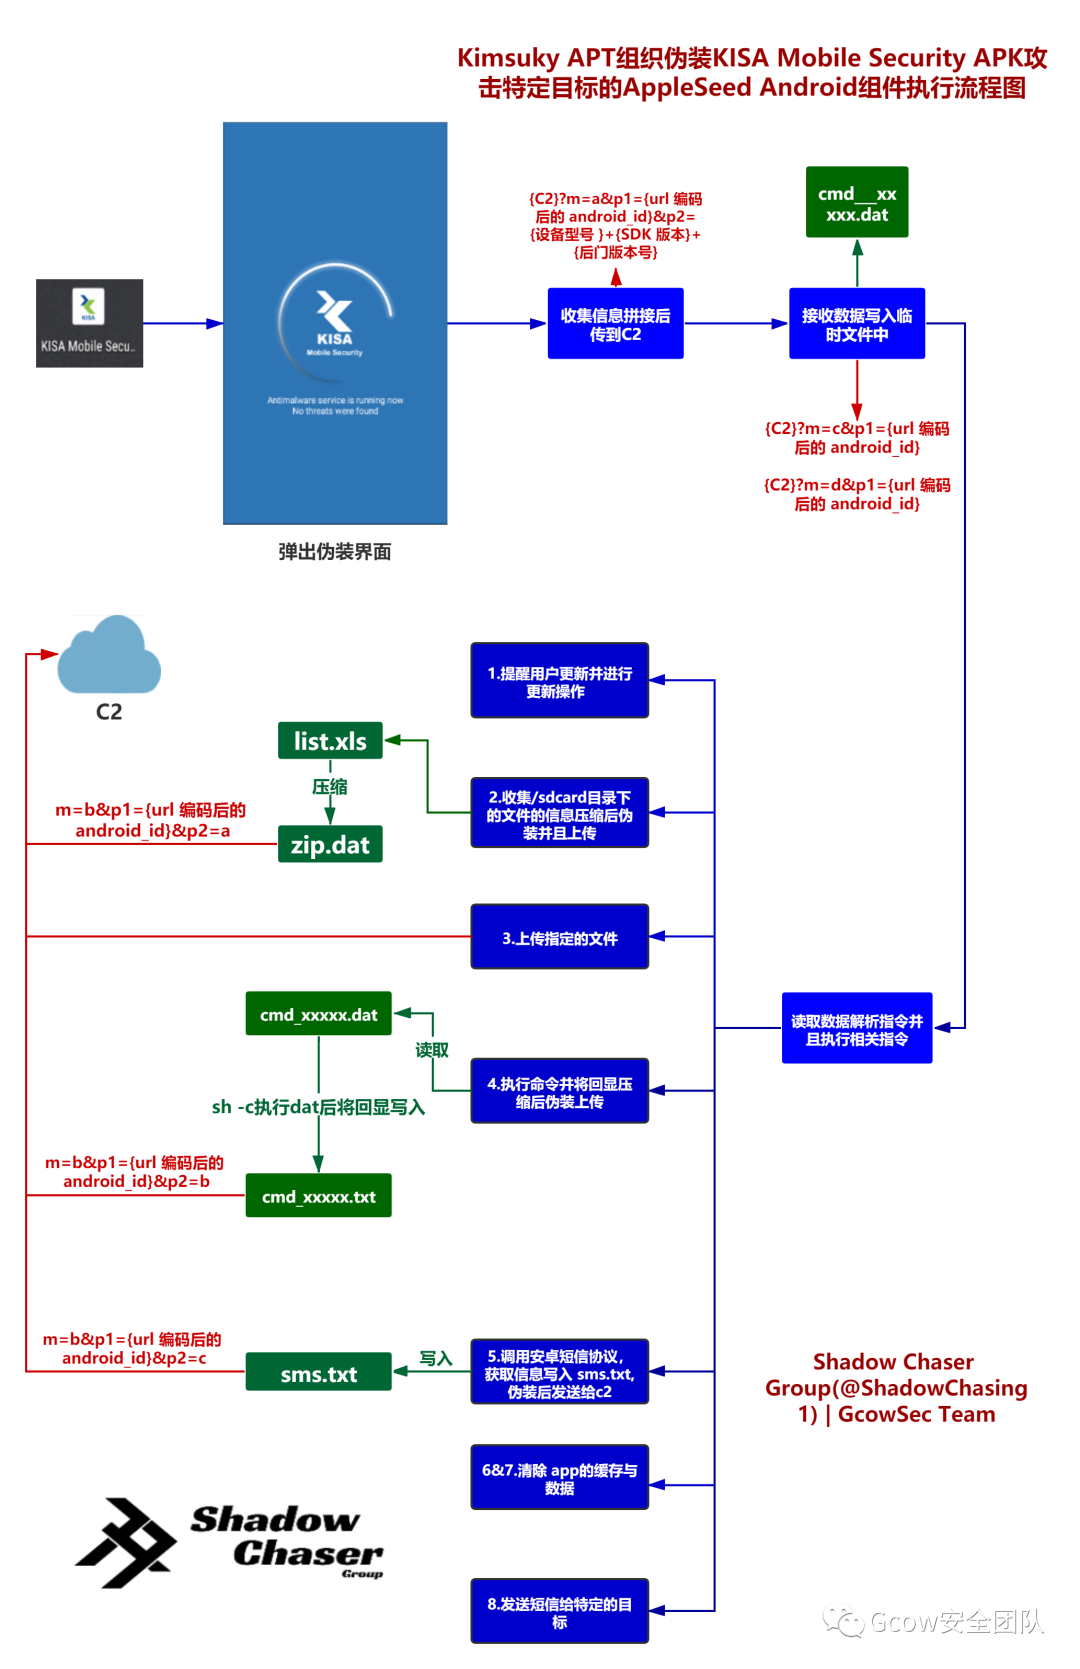 Kimsuky APT组织伪装KISA Mobile Security APK攻
击特定目标的AppleSeed Android组件执行流程图
KISA
KISA Mobile Secu..
KISA
Mobile Security
Antimalware service is running now
No threats were found
弹出伪装界面
{C2}?m=a&p1={url 编码
后的 android_id}&p2=
{设备型号 }+{SDK 版本}+
{后门版本号}
收集信息拼接后
传到C2
cmd___xx
xxx.dat
接收数据写入临
时文件中
{C2}?m=c&p1={url 编码
后的 android_id}
{C2}?m=d&p1={url 编码
后的 android_id}
C2
1.提醒用户更新并进行
更新操作
list.xls
压缩
zip.dat
m=b&p1={url 编码后的
android_id}&p2=a
2.收集/sdcard目录下
的文件的信息压缩后伪
装并且上传
3.上传指定的文件
读取数据解析指令并
且执行相关指令
cmd_xxxxx.dat
读取
4.执行命令并将回显压
缩后伪装上传
sh -c执行dat后将回显写入
m=b&p1={url 编码后的
android_id}&p2=b
cmd_xxxxx.txt
m=b&p1={url 编码后的
android_id}&p2=c
sms.txt
写入
5.调用安卓短信协议，
获取信息写入 sms.txt,
伪装后发送给c2
Shadow Chaser
Group(@ShadowChasing
1) | GcowSec Team
6&7.清除 app的缓存与
数据
Shadow
Chaser
Group
8.发送短信给特定的目
标
Gcow安全团队